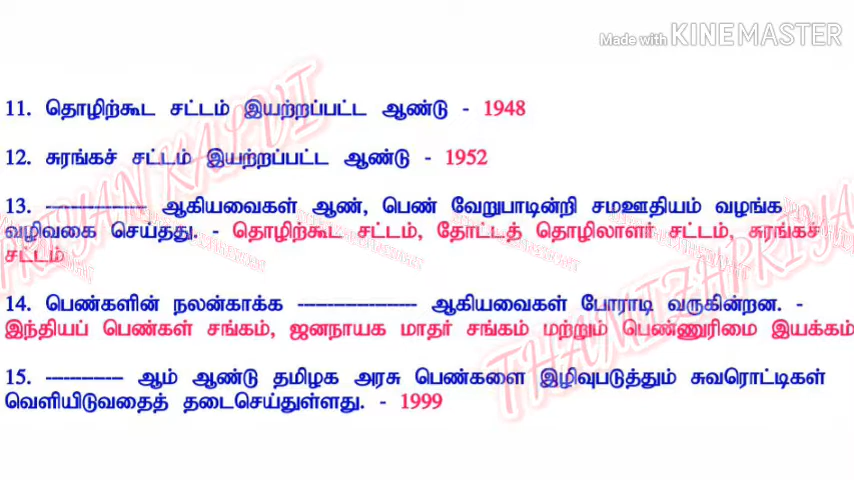 Made with KINEMASTER
11. தொழிற்கூட சட்டம் இயற்றப்பட்ட ஆண்டு - 1948
12. சுரங்கச் சட்டம் இயற்றப்பட்ட ஆண்டு - 1952
13. ---------------- ஆகியவைகள் ஆண், பெண் வேறுபாடின்றி சமஊதியம் வழங்க
வழிவகை செய்தது. - தொழிற்கூட சட்டம், தோட்டத் தொழிலாளர் சட்டம், சுரங்கச்
சட்டம்
14. பெண்களின் நலன்காக்க ------------------- ஆகியவைகள் போராடி வருகின்றன. -
இந்தியப் பெண்கள் சங்கம், ஜனநாயக மாதர் சங்கம் மற்றும் பெண்ணுரிமை இயக்கம்
15. ------------ ஆம் ஆண்டு தமிழக அரசு பெண்களை இழிவுபடுத்தும் சுவரொட்டிகள்
வெளியிடுவதைத் தடைசெய்துள்ளது. - 1999